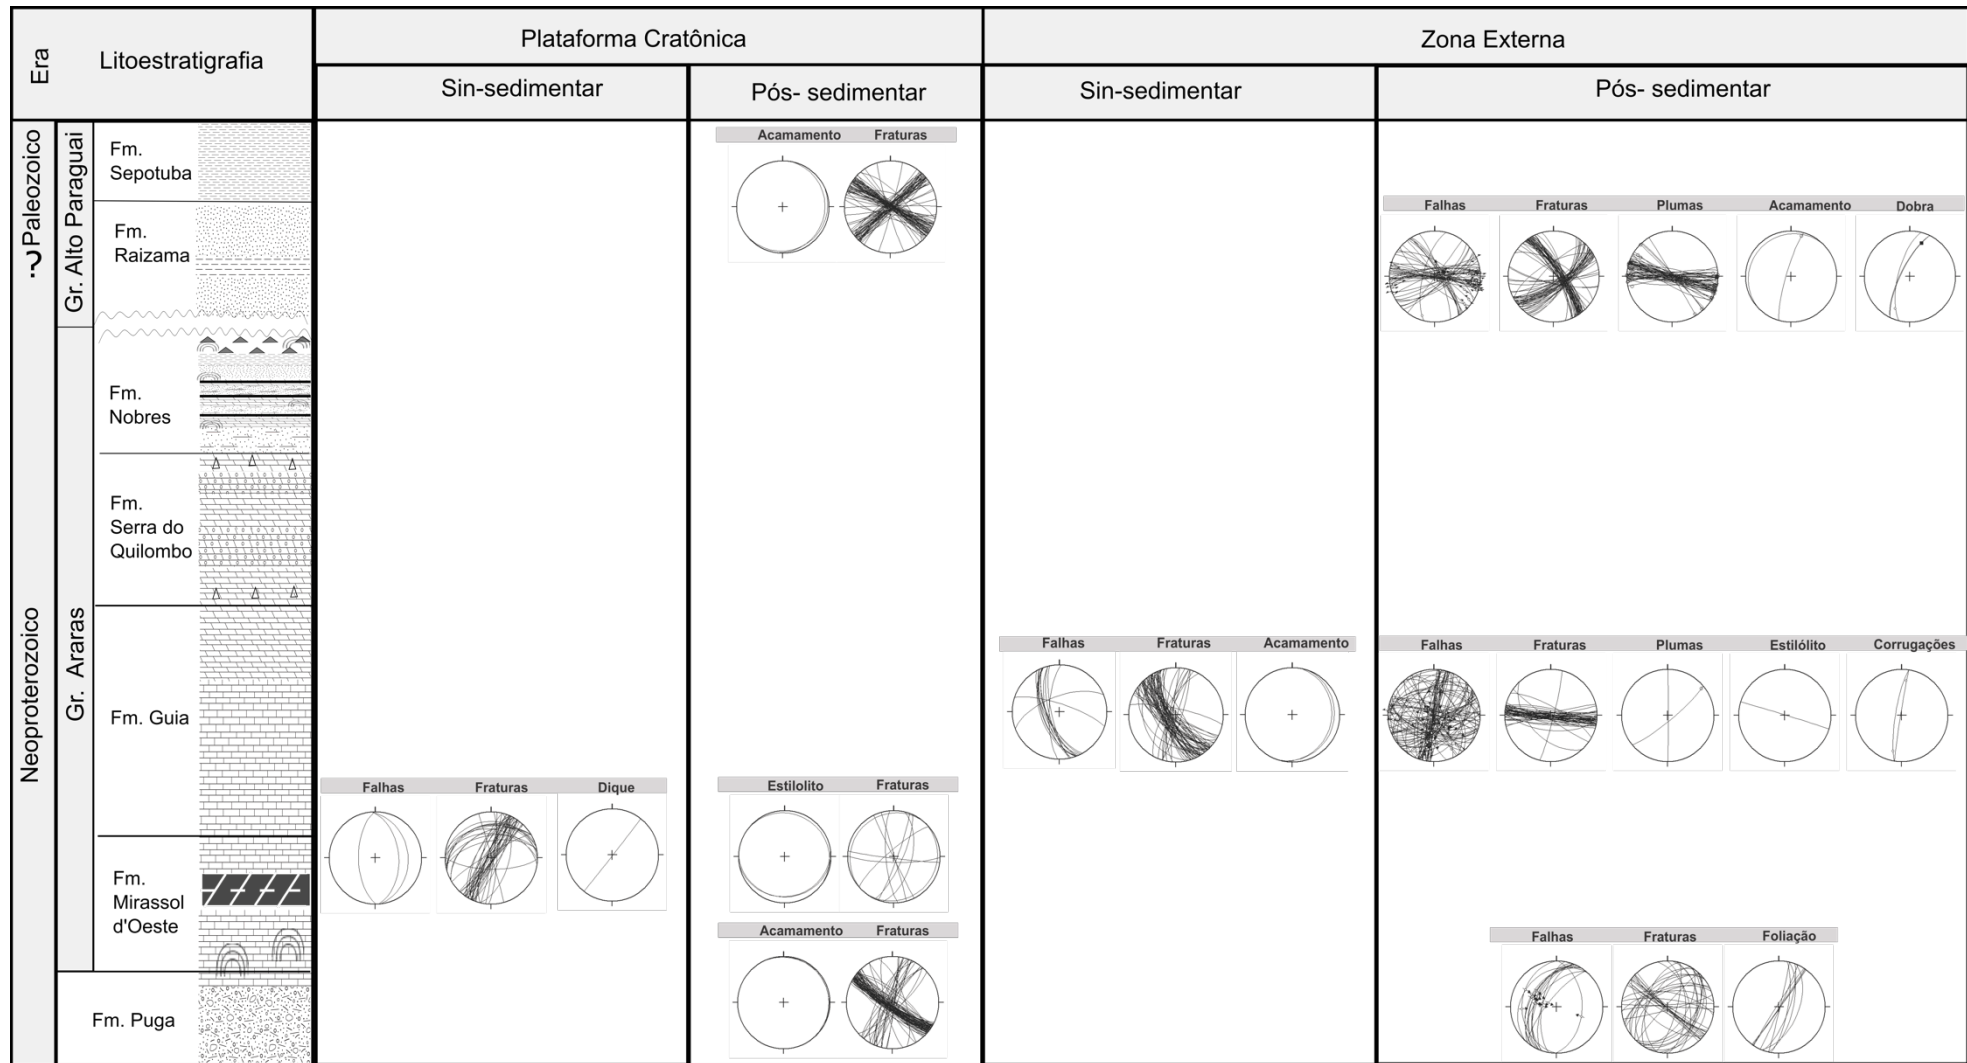 Era
Litoestratigrafia
Plataforma Cratônica
Zona Externa
Sin-sedimentar
Pós- sedimentar
Sin-sedimentar
Pós- sedimentar
? Paleozoico
Neoproterozoico
Gr. Alto Paraguai
Gr. Araras
Fm.
Sepotuba
Fm.
Raizama
Fm.
Nobres
Fm.
Serra do
Quilombo
Fm. Guia
Fm.
Mirassol
d'Oeste
Fm. Puga
Acamamento Fraturas
Falhas Fraturas Plumas Acamamento Dobra
Falhas Fraturas Acamamento
Falhas Fraturas Plumas Estilólito Corrugações
Falhas Fraturas Dique
Estilolito Fraturas
Acamamento Fraturas
Falhas Fraturas Foliação